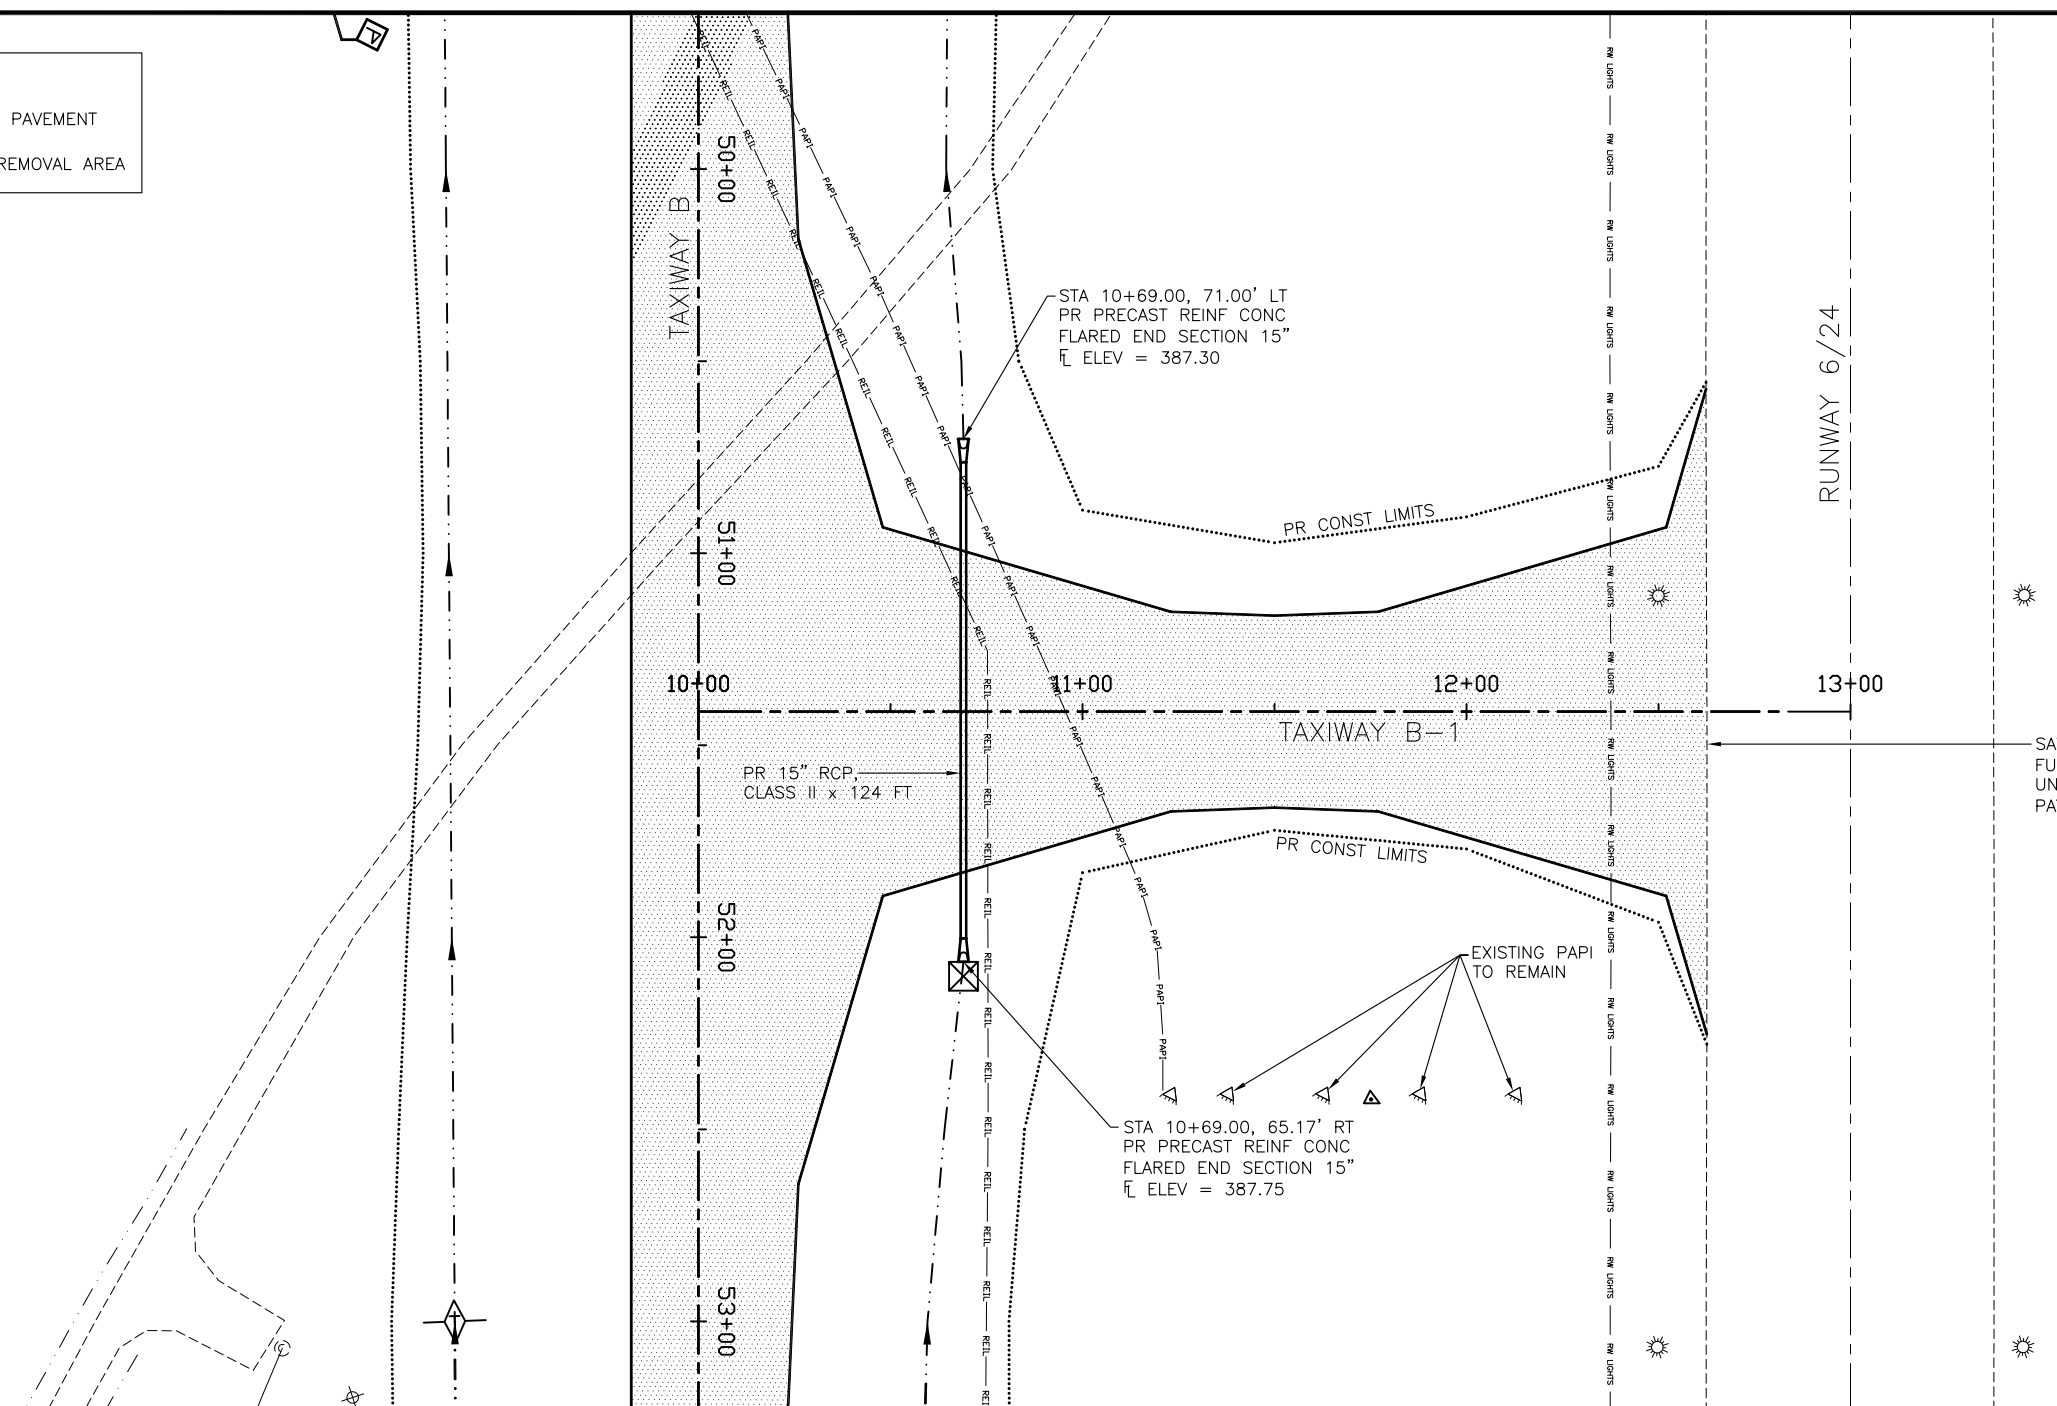 PAVEMENT
REMOVAL AREA
50+00
TAXIWAY B
STA 10+69.00, 71.00' LT
PR PRECAST REINF CONC
FLARED END SECTION 15"
FL ELEV = 387.30
RUNWAY 6/24
PR CONST LIMITS
51+00
10+00
11+00
12+00
13+00
TAXIWAY B-1
PR 15" RCP,
CLASS II x 124 FT
SA
FU
UN
PA
PR CONST LIMITS
52+00
EXISTING PAPI
TO REMAIN
STA 10+69.00, 65.17' RT
PR PRECAST REINF CONC
FLARED END SECTION 15"
FL ELEV = 387.75
53+00
REIL
PAPI
RW LIGHTS